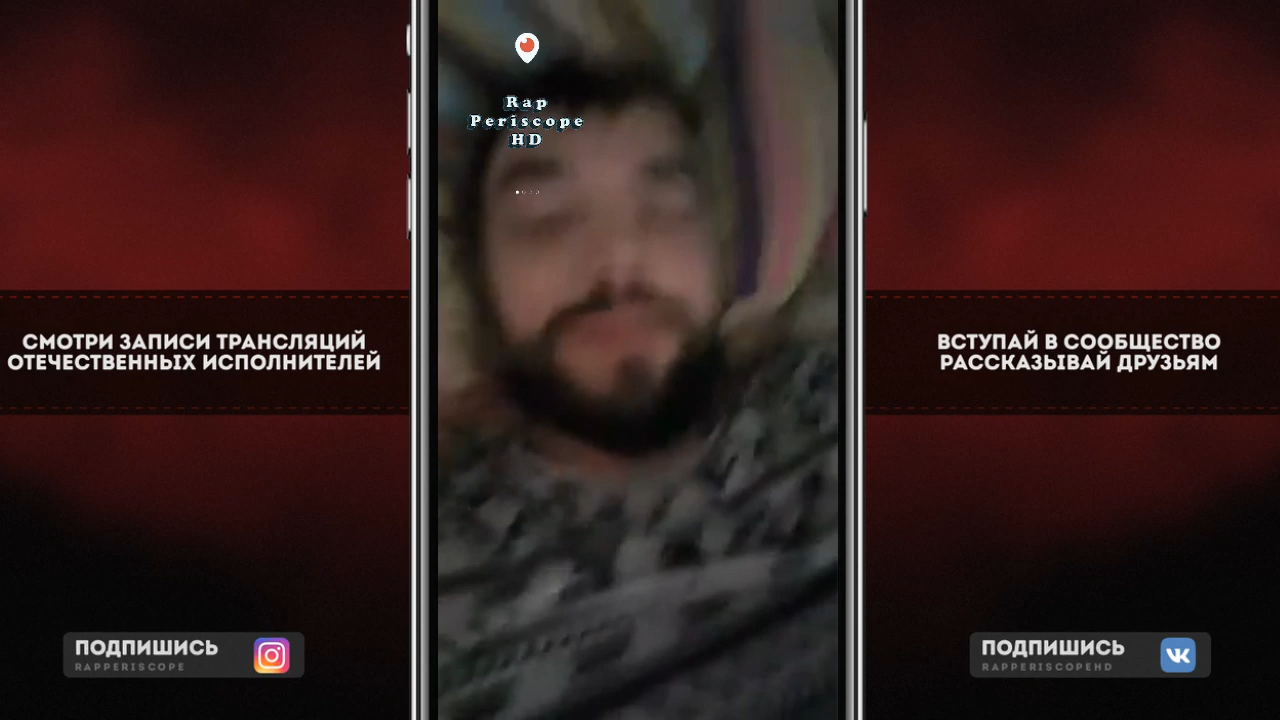 Rap
Periscope
HD
СМОТРИ ЗАПИСИ ТРАНСЛЯЦИЙ
ОТЕЧЕСТВЕННЫХ ИСПОЛНИТЕЛЕЙ
ВСТУПАЙ В СООБЩЕСТВО
РАССКАЗЫВАЙ ДРУЗЬЯМ
ПОДПИШИСЬ
RAPPERISCOPE
ПОДПИШИСЬ
RAPPERISCOPEHD